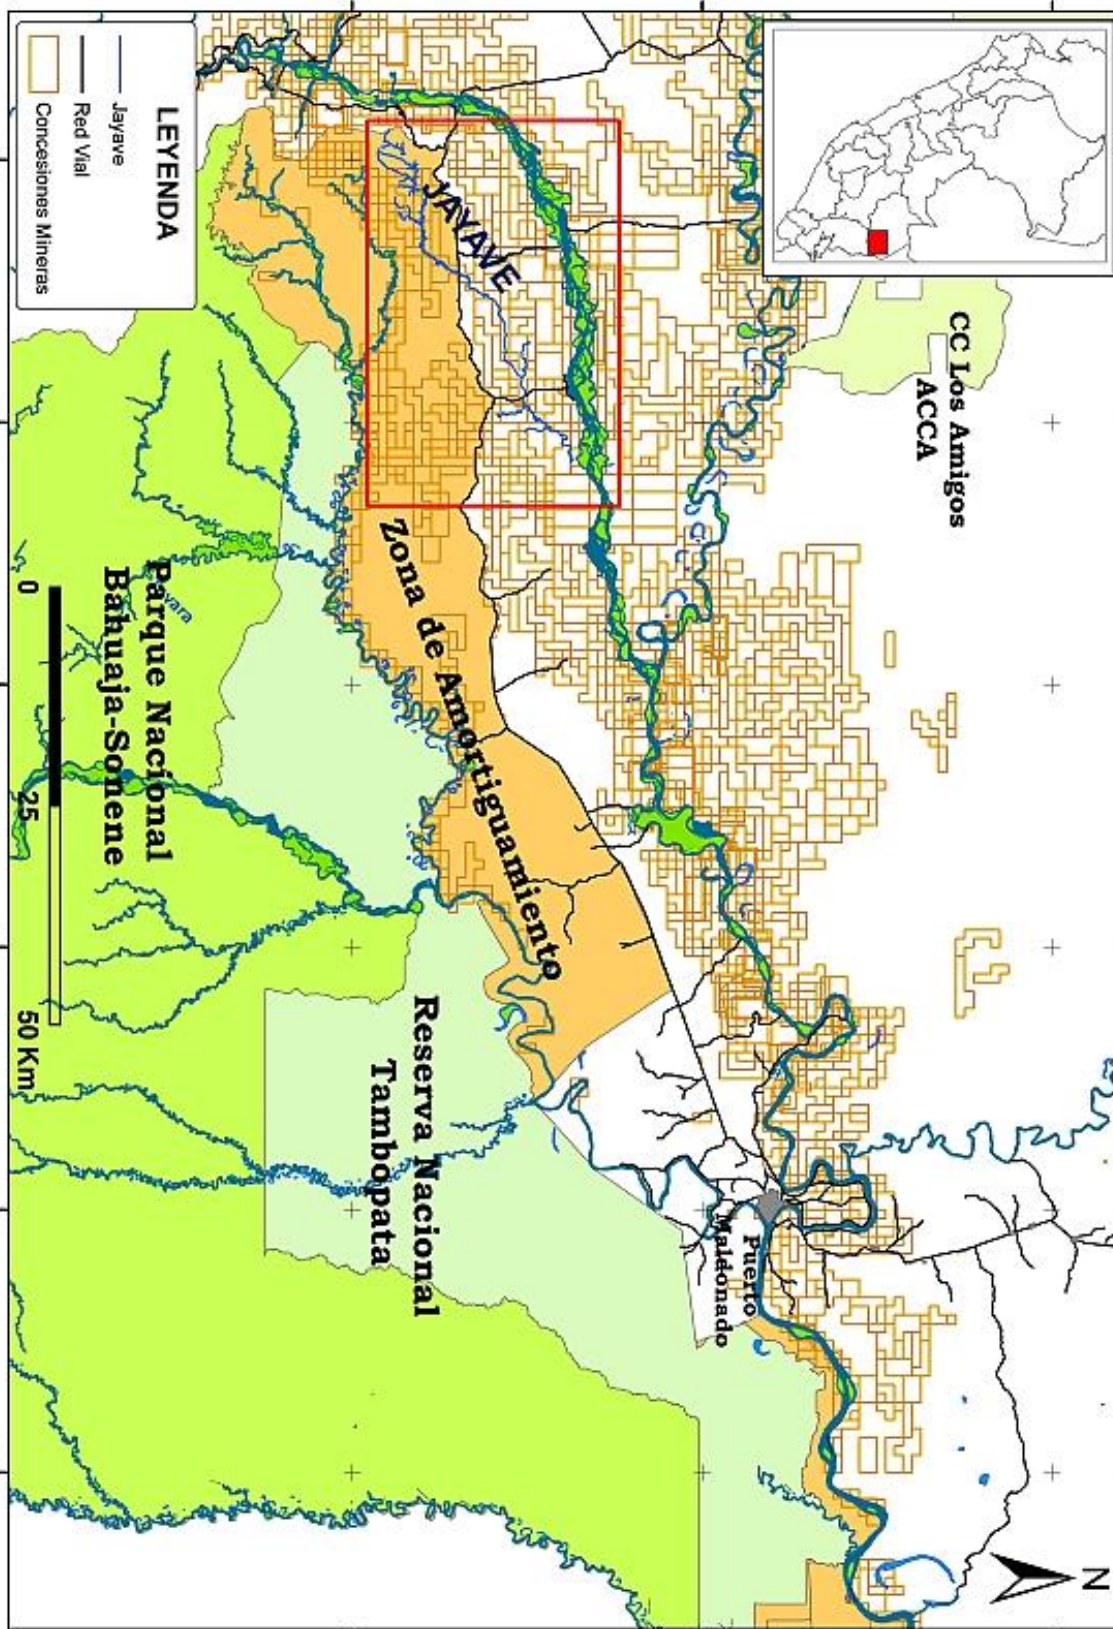 CC Los Amigos
ACCA
N
JAYAVE
Zona de Amortiguamiento
Puerto
Maldonado
Reserva Nacional
Tambopata
Parque Nacional
Bahuaja-Sonene
0 25 50 Km
LEYENDA
Jayave
Red Vial
Concesiones Mineras